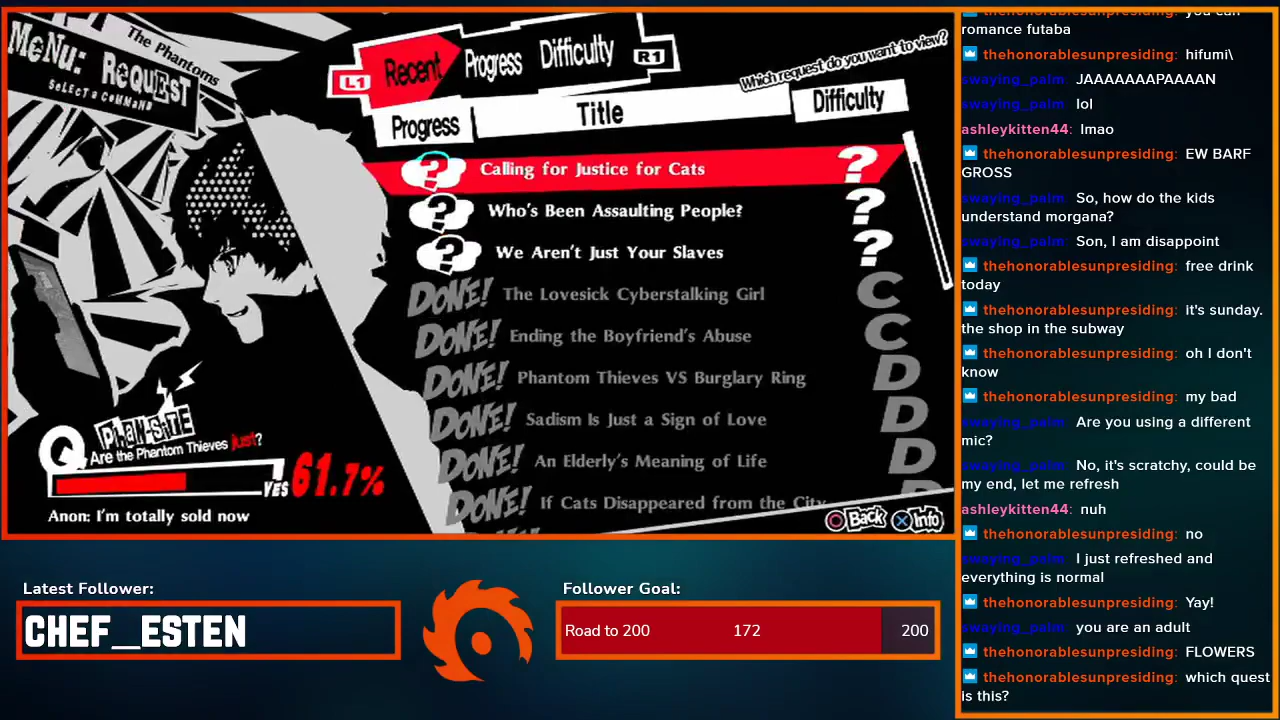 MeNu: ReQuEST
SeLeCT a CoMMaND
The Phantoms
L1 Recent Progress Difficulty R1
Which request do you want to view?
Progress Title Difficulty
? Calling for Justice for Cats ?
? Who's Been Assaulting People? ?
? We Aren't Just Your Slaves ?
DONE! The Lovesick Cyberstalking Girl C
DONE! Ending the Boyfriend's Abuse C
DONE! Phantom Thieves VS Burglary Ring D
DONE! Sadism Is Just a Sign of Love D
DONE! An Elderly's Meaning of Life D
DONE! If Cats Disappeared from the City
Back Info
PhaN-SITE
Q Are the Phantom Thieves just?
YES 61.7%
Anon: I'm totally sold now
Latest Follower:
CHEF_ESTEN
Follower Goal:
Road to 200 172 200
romance futaba
thehonorablesunpresiding: hifumi\
swaying_palm: JAAAAAAAPAAAAN
swaying_palm: lol
ashleykitten44: lmao
thehonorablesunpresiding: EW BARF
GROSS
swaying_palm: So, how do the kids
understand morgana?
swaying_palm: Son, I am disappoint
thehonorablesunpresiding: free drink
today
thehonorablesunpresiding: it's sunday.
the shop in the subway
thehonorablesunpresiding: oh I don't
know
thehonorablesunpresiding: my bad
swaying_palm: Are you using a different
mic?
swaying_palm: No, it's scratchy, could be
my end, let me refresh
ashleykitten44: nuh
thehonorablesunpresiding: no
swaying_palm: I just refreshed and
everything is normal
thehonorablesunpresiding: Yay!
swaying_palm: you are an adult
thehonorablesunpresiding: FLOWERS
thehonorablesunpresiding: which quest
is this?